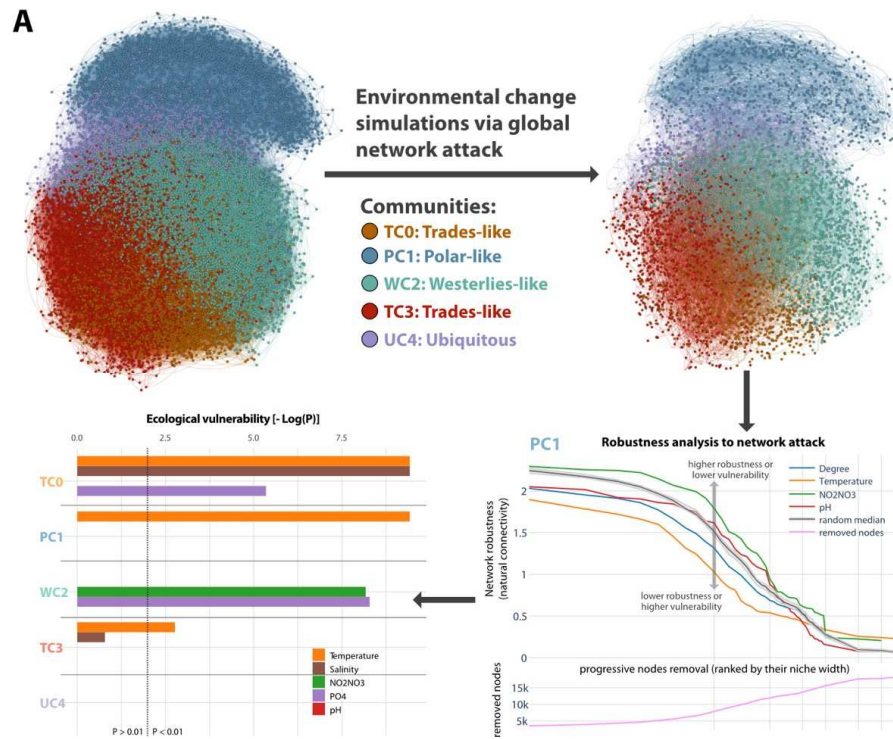 A
Environmental change
simulations via global
network attack
Communities:
TC0: Trades-like
PC1: Polar-like
WC2: Westerlies-like
TC3: Trades-like
UC4: Ubiquitous
Ecological vulnerability [- Log(P)]
0.0 2.5 5.0 7.5
TC0
PC1
WC2
TC3
UC4
Temperature
Salinity
NO2NO3
PO4
pH
P > 0.01 P < 0.01
PC1 Robustness analysis to network attack
higher robustness or
lower vulnerability
Degree
Temperature
NO2NO3
pH
random median
removed nodes
Network robustness
(natural connectivity)
2
1.5
1
0.5
0
lower robustness or
higher vulnerability
progressive nodes removal (ranked by their niche width)
removed nodes
15k
10k
5k